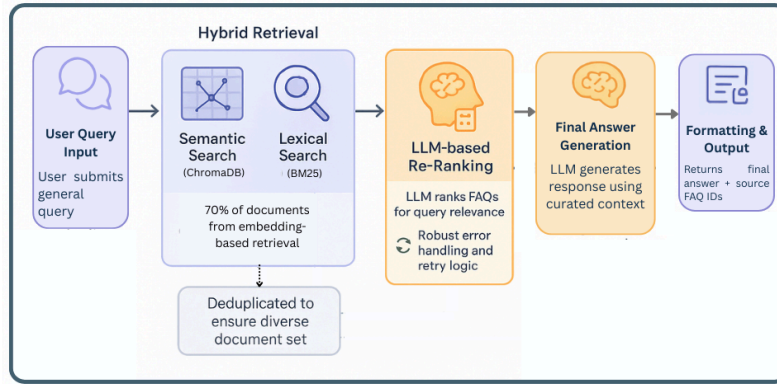 Hybrid Retrieval
User Query
Input
User submits
general
query
Semantic
Search
(ChromaDB)
Lexical
Search
(BM25)
70% of documents
from embedding-
based retrieval
Deduplicated to
ensure diverse
document set
LLM-based
Re-Ranking
LLM ranks FAQs
for query relevance
Robust error
handling and
retry logic
Final Answer
Generation
LLM generates
response using
curated context
Formatting &
Output
Returns final
answer + source
FAQ IDs